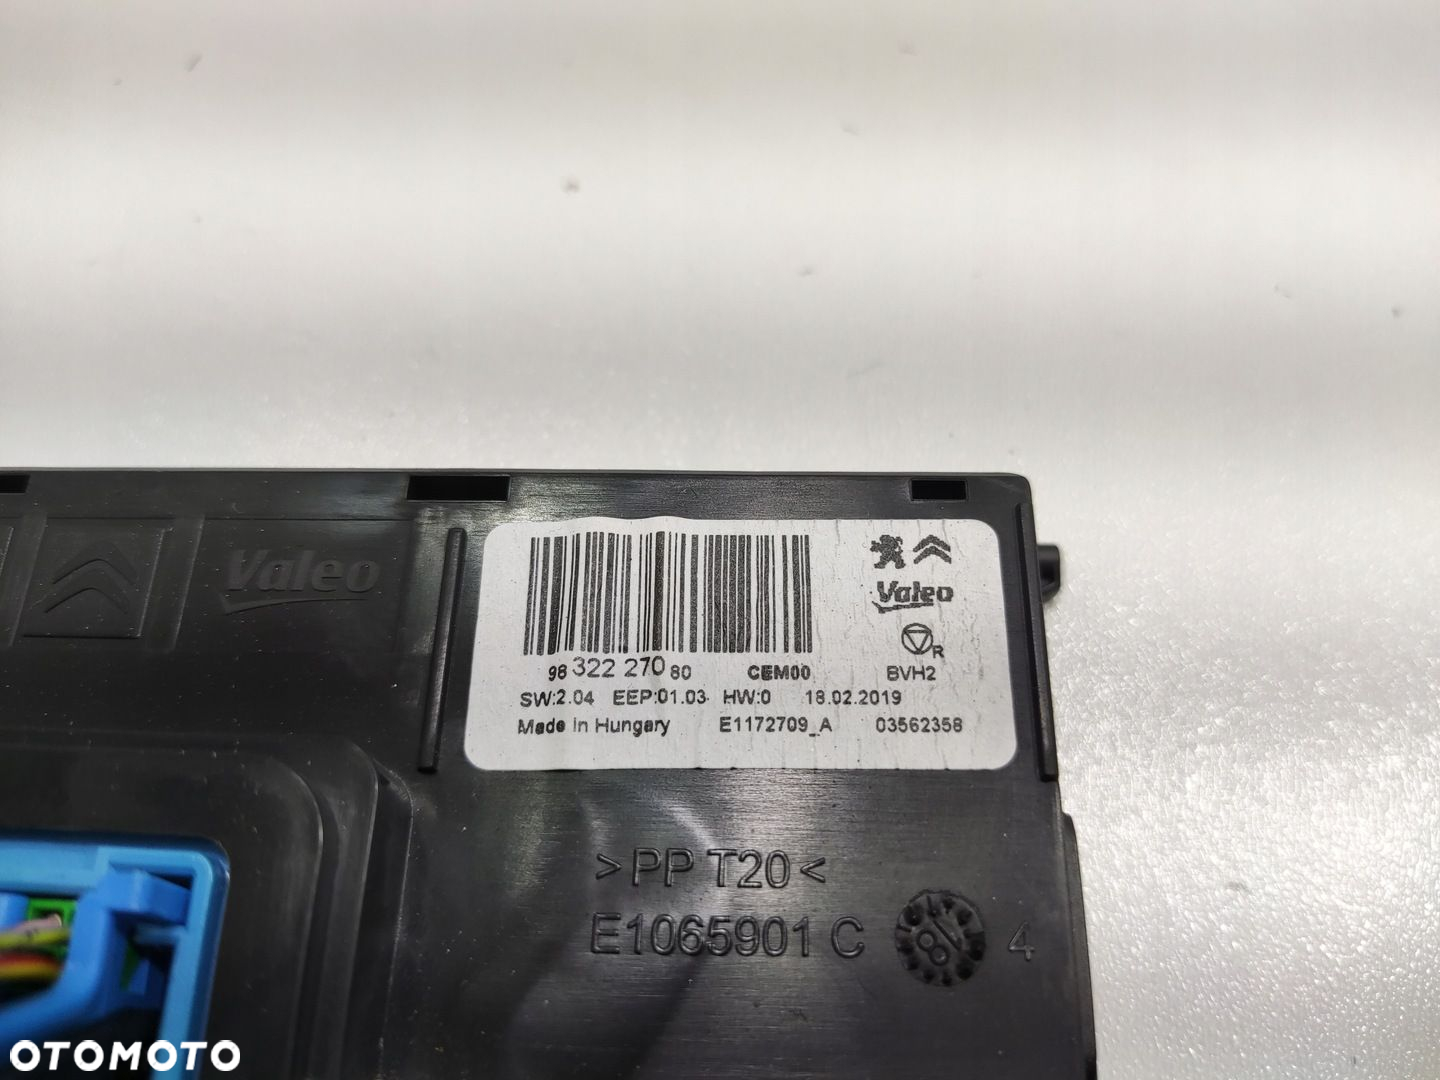 Valeo
Valeo
R
98 322 270 80 CEM00 BVH2
SW:2.04 EEP:01.03 HW:0 18.02.2019
Made In Hungary E1172709_A 03562358
>PP T20<
E1065901 C 18 4
OTOMOTO